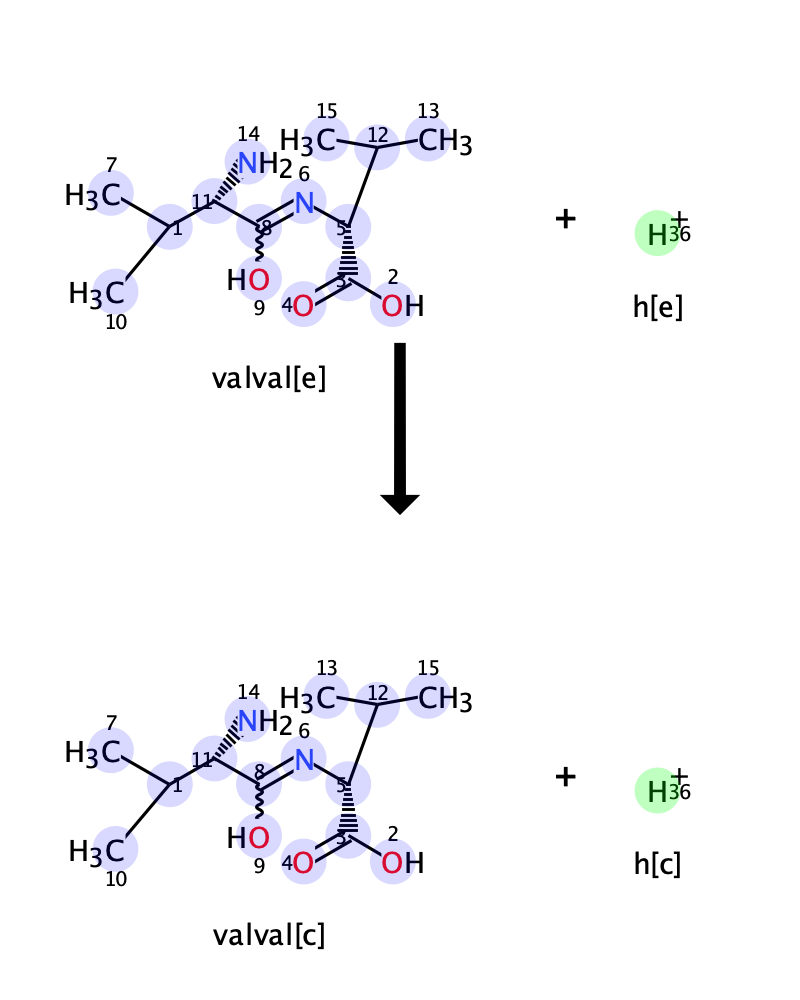 15 13
14 H3C 12 CH3
7 NH2 6
H3C 11 N
1 8 5
H +36
HO 3 2
H3C 9 4O OH
10
h[e]
valval[e]
+
13 15
14 H3C 12 CH3
7 NH2 6
H3C 11 8 N
1 5
H +36
HO 3 2
H3C 9 4O OH
10
h[c]
valval[c]
+